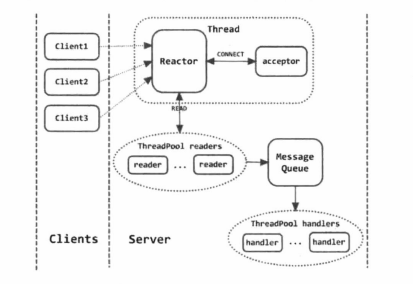 Thread
Client1
Client2
Client3
Reactor
CONNECT
acceptor
READ
ThreadPool readers
reader ... reader
Message
Queue
ThreadPool handlers
handler ... handler
Clients
Server